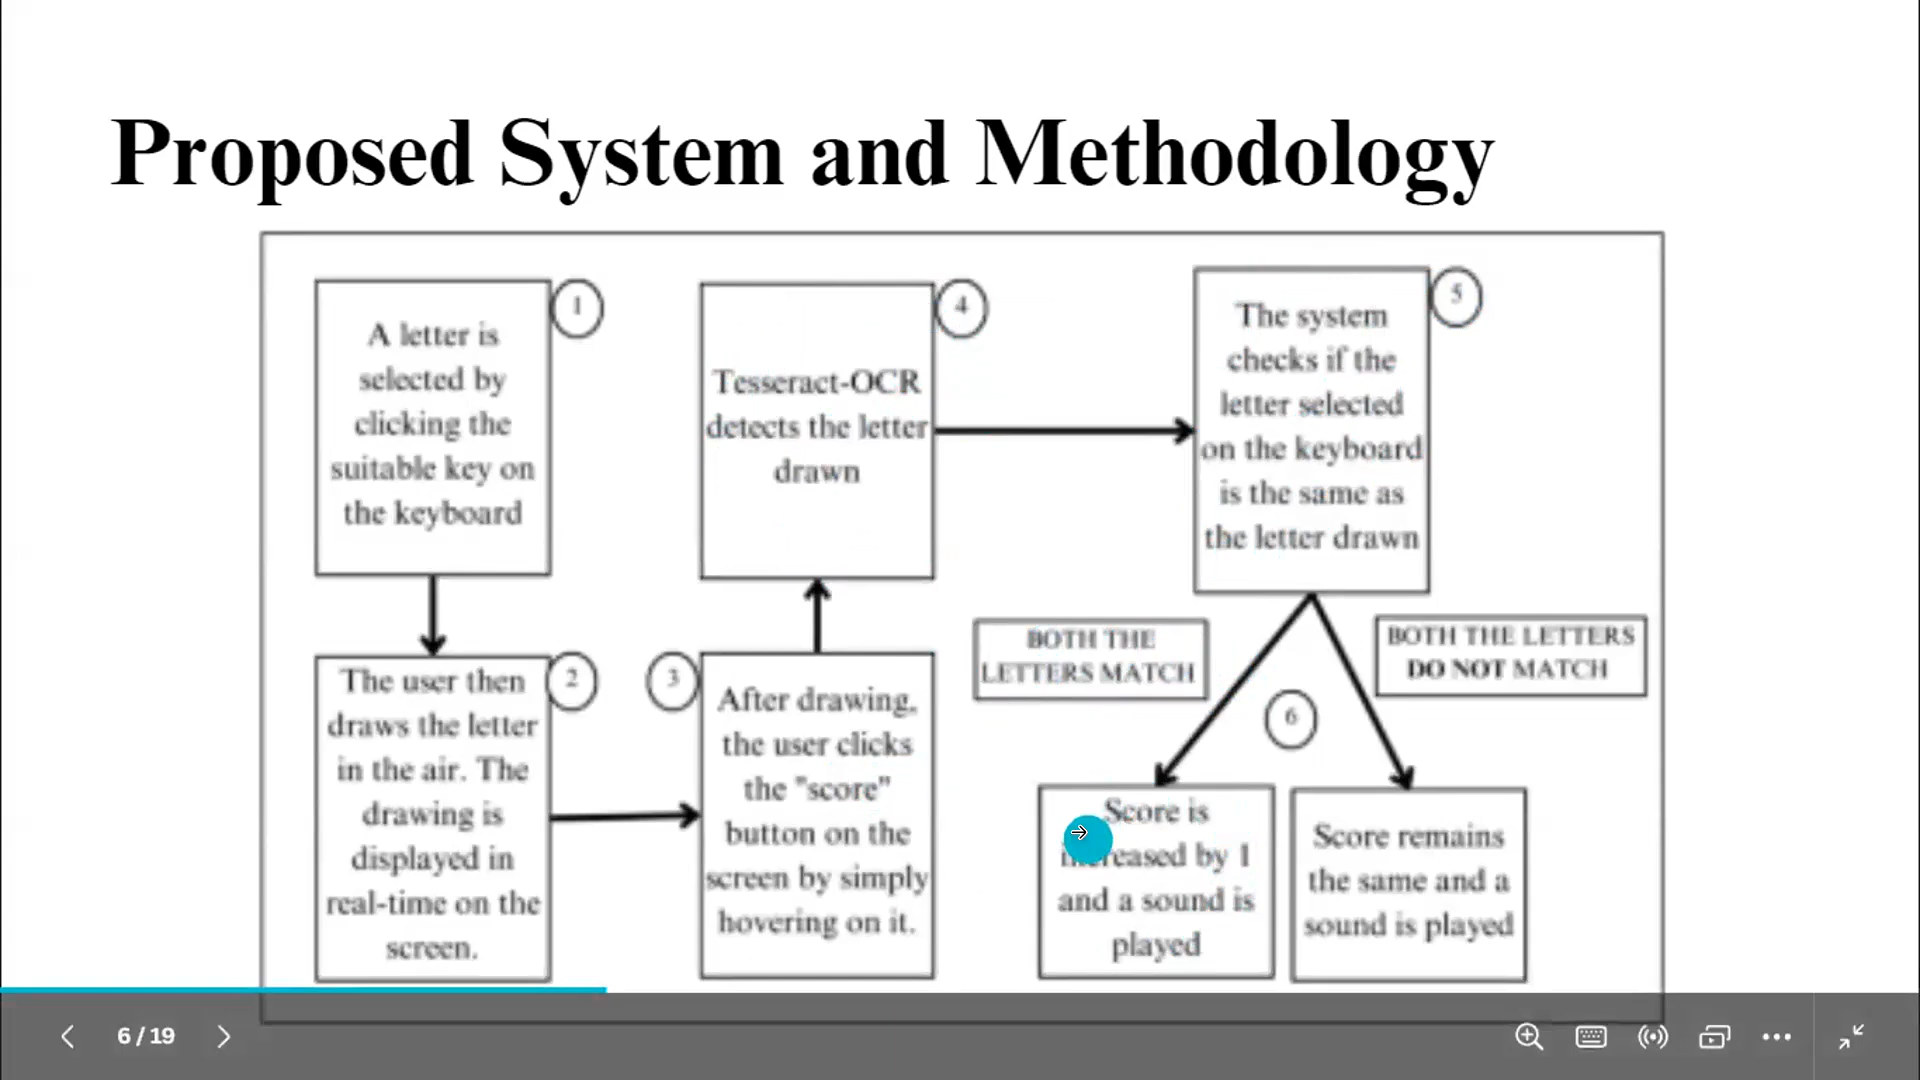 Proposed System and Methodology
A letter is
selected by
clicking the
suitable key on
the keyboard
1
The user then
draws the letter
in the air. The
drawing is
displayed in
real-time on the
screen.
2
3
After drawing,
the user clicks
the "score"
button on the
screen by simply
hovering on it.
Tesseract-OCR
detects the letter
drawn
4
The system
checks if the
letter selected
on the keyboard
is the same as
the letter drawn
5
BOTH THE
LETTERS MATCH
BOTH THE LETTERS
DO NOT MATCH
6
Score is
increased by 1
and a sound is
played
Score remains
the same and a
sound is played
6 / 19